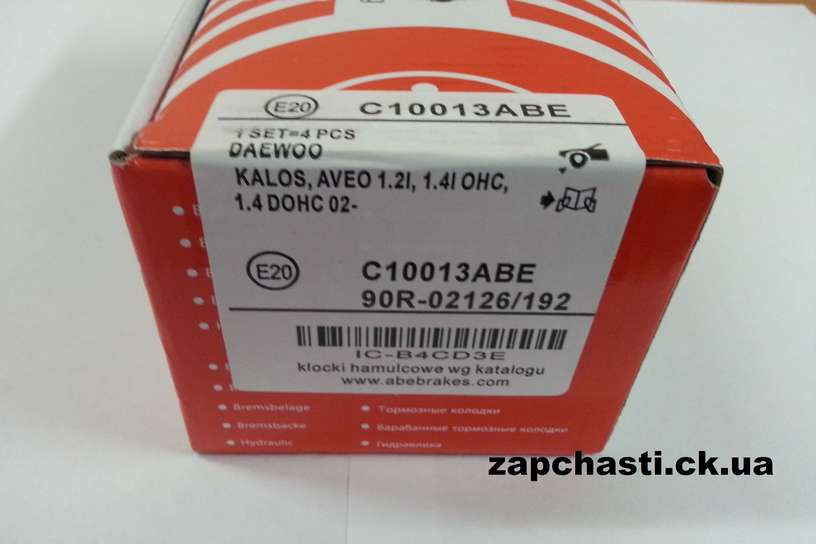 E20 C10013ABE
1 SET=4 PCS
DAEWOO
KALOS, AVEO 1.2I, 1.4I OHC,
1.4 DOHC 02-
E20 C10013ABE
90R-02126/192
IC-B4CD3E
klocki hamulcowe wg katalogu
www.abebrakes.com
Bremsbelage
Bremsbacke
Hydraulic
Тормозные колодки
Барабанные тормозные колодки
Гидравлика
zapchasti.ck.ua